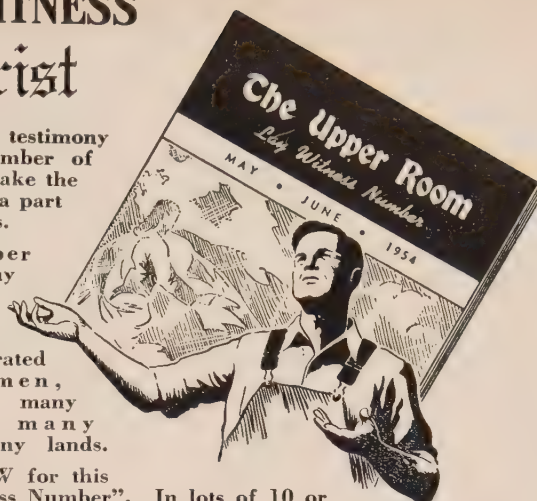 ITNESS
rist
testimony
mber of
ake the
a part
s.
per
y
rated
men,
many
many
ny lands.
W for this
ss Number". In lots of 10 or
The Upper Room
Lay Witness Number
MAY • JUNE • 1954